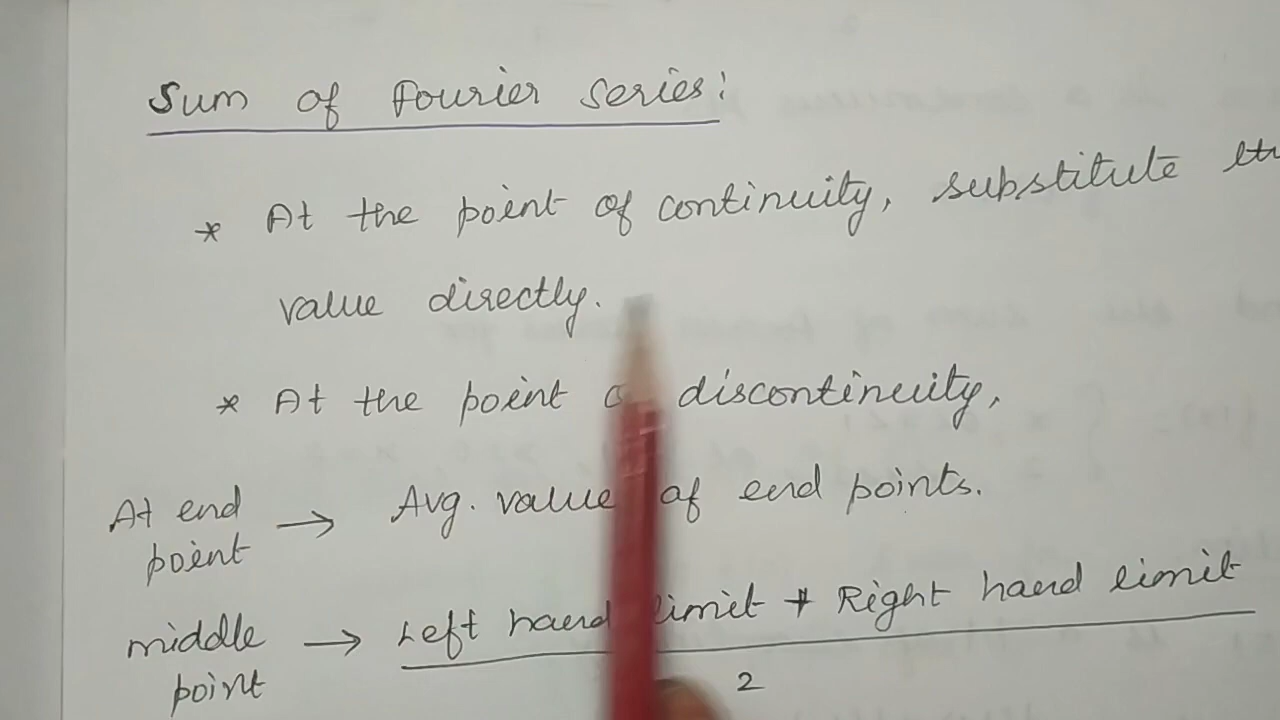 Sum of Fourier Series:
* At the point of continuity, substitute
value directly.
* At the point discontinuity,
At end point → Avg. value of end points.
middle point → Left hand limit + Right hand limit
2